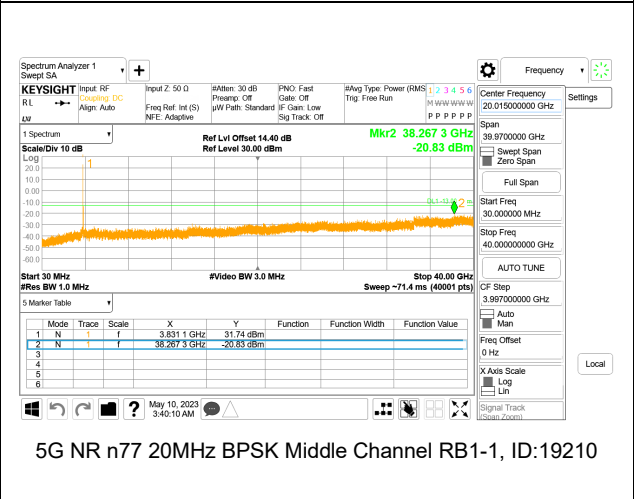 Spectrum Analyzer 1
Swept SA
Frequency
KEYSIGHT
RL
Input: RF
Coupling: DC
Align: Auto
Input Z: 50 Ω
Freq Ref: Int (S)
NFE: Adaptive
#Atten: 30 dB
Preamp: Off
µW Path: Standard
PNO: Fast
Gate: Off
IF Gain: Low
Sig Track: Off
#Avg Type: Power (RMS
Trig: Free Run
1 2 3 4 5 6
M W W W W W
P P P P P P
1 Spectrum
Scale/Div 10 dB
Ref Lvl Offset 14.40 dB
Ref Level 30.00 dBm
Mkr2 38.267 3 GHz
-20.83 dBm
Log
20.0
10.0
0.00
-10.0
-20.0
-30.0
-40.0
-50.0
-60.0
1
2
Start 30 MHz
#Res BW 1.0 MHz
#Video BW 3.0 MHz
Stop 40.00 GHz
Sweep ~71.4 ms (40001 pts)
5 Marker Table
Mode Trace Scale X Y Function Function Width Function Value
1 N 1 f 3.831 1 GHz 31.74 dBm
2 N 1 f 38.267 3 GHz -20.83 dBm
3
4
5
6
May 10, 2023
3:40:10 AM
Center Frequency
20.015000000 GHz
Settings
Span
39.9700000 GHz
Swept Span
Zero Span
Full Span
Start Freq
30.000000 MHz
Stop Freq
40.000000000 GHz
AUTO TUNE
CF Step
3.997000000 GHz
Auto
Man
Freq Offset
0 Hz
X Axis Scale
Log
Lin
Local
Signal Track
(Span Zoom)
5G NR n77 20MHz BPSK Middle Channel RB1-1, ID:19210